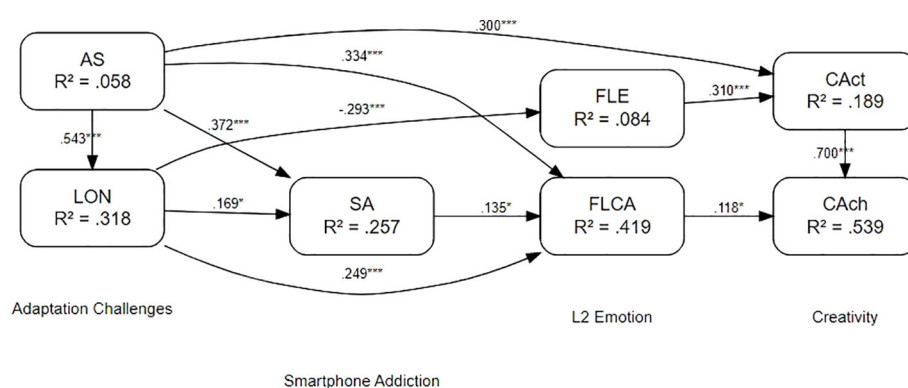 .300***
AS
R² = .058
.334***
CAct
R² = .189
FLE
R² = .084
.310***
-.293***
.372***
.543***
.700***
LON
R² = .318
.169*
SA
R² = .257
.135*
FLCA
R² = .419
.118*
CAch
R² = .539
.249***
Adaptation Challenges
L2 Emotion
Creativity
Smartphone Addiction